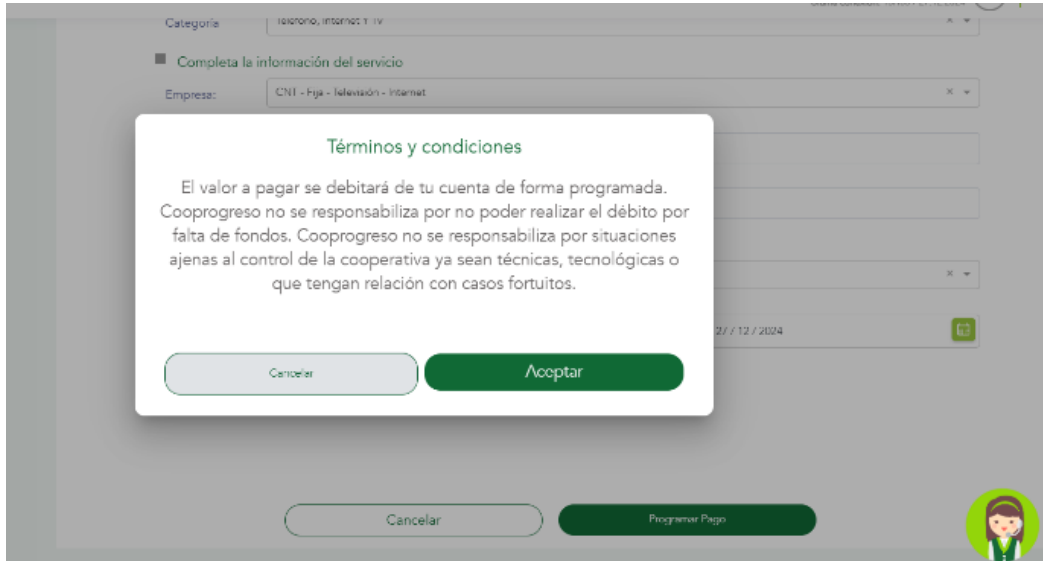 Categoría
Teléfono, Internet Y TV
Completa la información del servicio
Empresa:
CNT - Fija - Televisión - Internet
Términos y condiciones
El valor a pagar se debitará de tu cuenta de forma programada.
Cooprogreso no se responsabiliza por no poder realizar el débito por
falta de fondos. Cooprogreso no se responsabiliza por situaciones
ajenas al control de la cooperativa ya sean técnicas, tecnológicas o
que tengan relación con casos fortuitos.
27 / 12 / 2024
Cancelar
Aceptar
Cancelar
Programar Pago